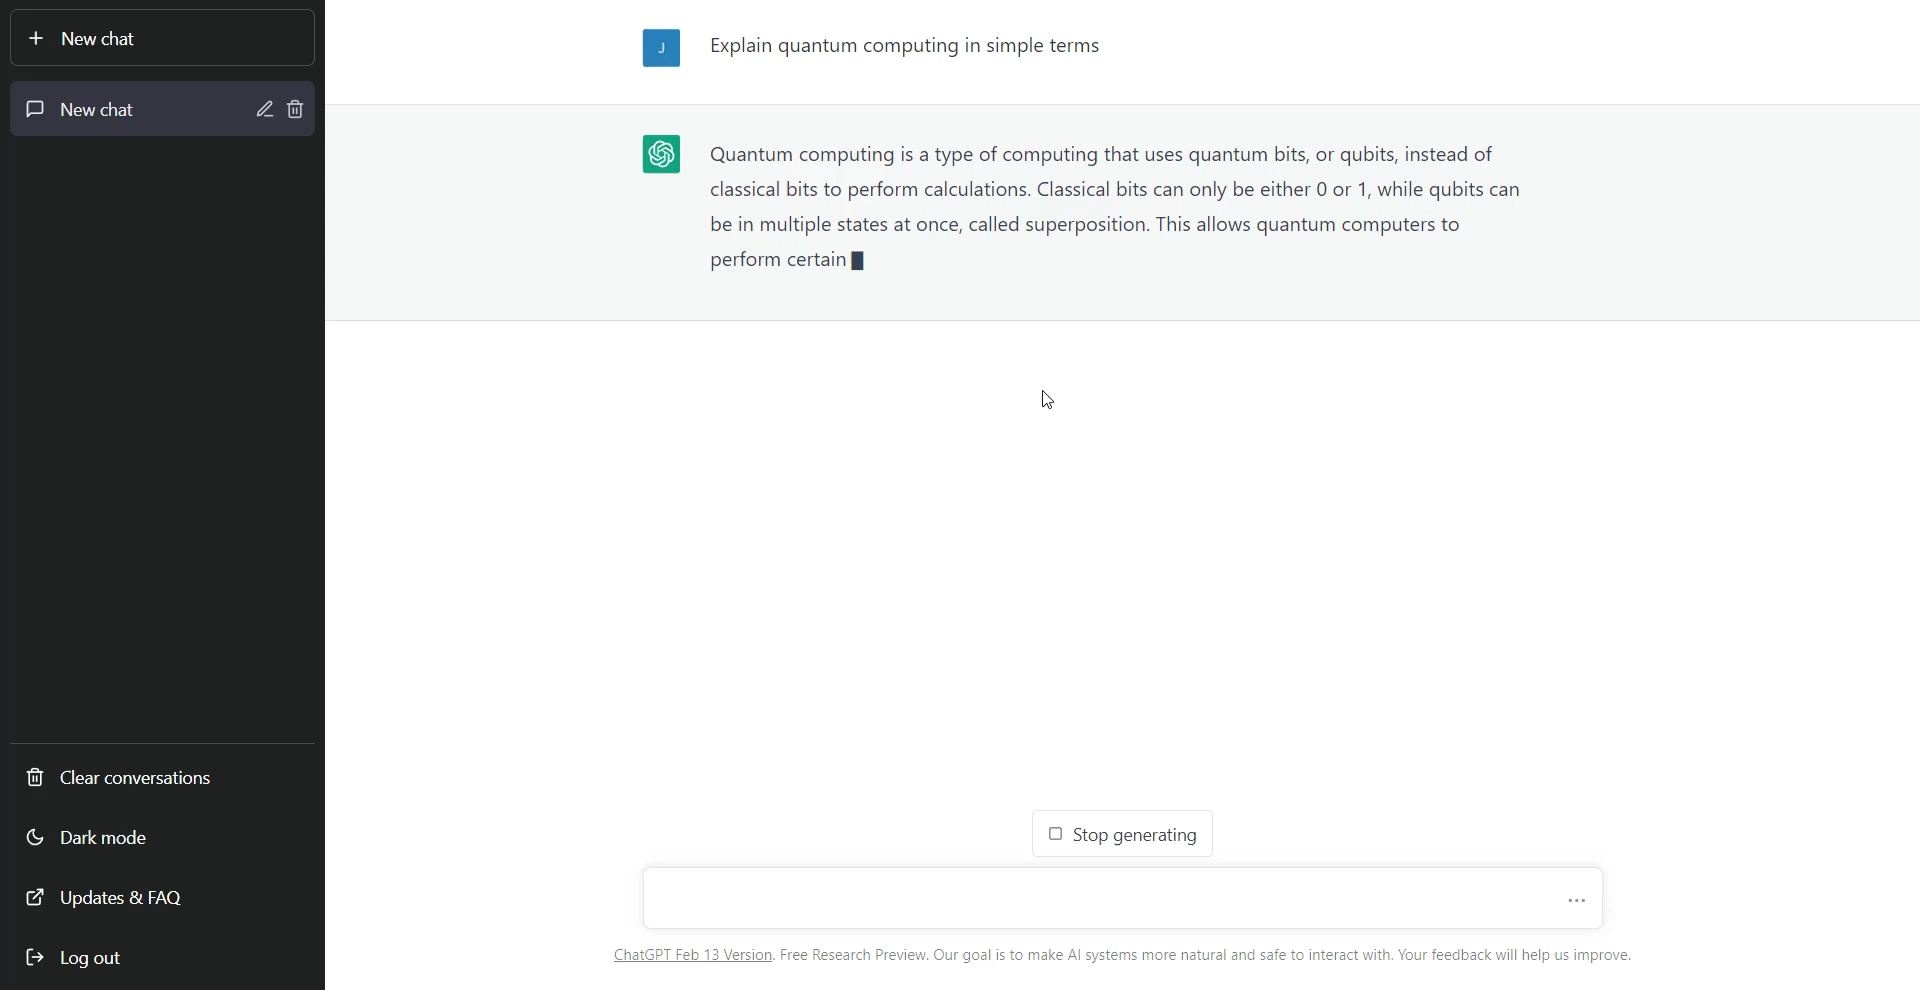 New chat
New chat
Clear conversations
Dark mode
Updates & FAQ
Log out
J
Explain quantum computing in simple terms
Quantum computing is a type of computing that uses quantum bits, or qubits, instead of
classical bits to perform calculations. Classical bits can only be either 0 or 1, while qubits can
be in multiple states at once, called superposition. This allows quantum computers to
perform certain
Stop generating
ChatGPT Feb 13 Version. Free Research Preview. Our goal is to make AI systems more natural and safe to interact with. Your feedback will help us improve.